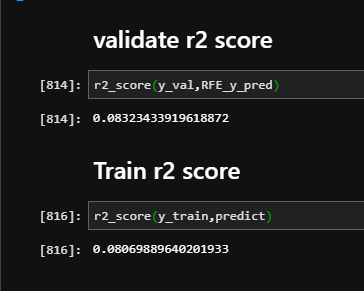 validate r2 score
[814]: r2_score(y_val,RFE_y_pred)
[814]: 0.08323433919618872
Train r2 score
[816]: r2_score(y_train,predict)
[816]: 0.08069889640201933